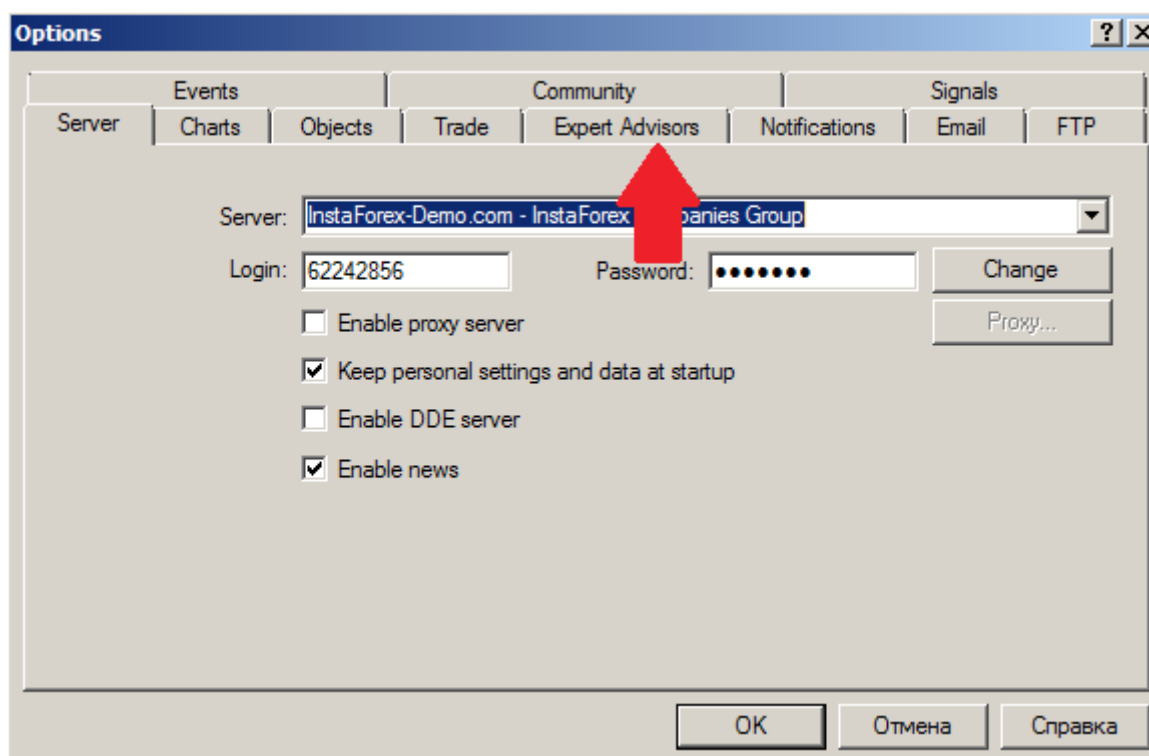 Options
Events Community Signals
Server Charts Objects Trade Expert Advisors Notifications Email FTP
Server: InstaForex-Demo.com - InstaForex panies Group
Login: 62242856 Password: ●●●●●●● Change
Enable proxy server Proxy...
Keep personal settings and data at startup
Enable DDE server
Enable news
OK Отмена Справка